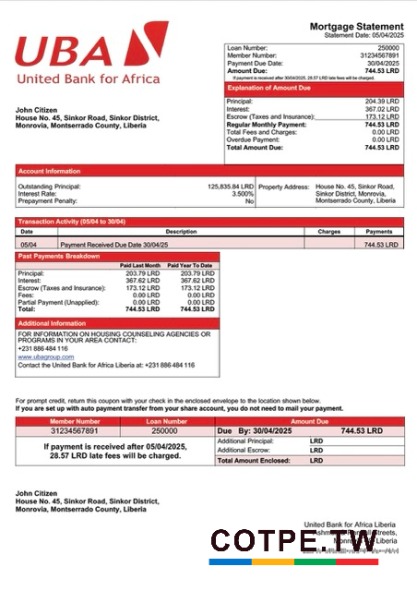 UBA
United Bank for Africa
Mortgage Statement
Statement Date: 05/04/2025
Loan Number: 250000
Member Number: 31234567891
Payment Due Date: 30/04/2025
Amount Due: 744.53 LRD
If payment is received after 30/04/2025, 28.57 LRD late fees will be charged.
Explanation of Amount Due
Principal: 204.39 LRD
Interest: 367.02 LRD
Escrow (Taxes and Insurance): 173.12 LRD
Regular Monthly Payment: 744.53 LRD
Total Fees and Charges: 0.00 LRD
Overdue Payment: 0.00 LRD
Total Amount Due: 744.53 LRD
John Citizen
House No. 45, Sinkor Road, Sinkor District,
Monrovia, Montserrado County, Liberia
Account Information
Outstanding Principal: 125,835.84 LRD
Interest Rate: 3.500%
Prepayment Penalty: No
Property Address: House No. 45, Sinkor Road,
Sinkor District, Monrovia,
Montserrado County, Liberia
Transaction Activity (05/04 to 30/04)
Date Description Charges Payments
05/04 Payment Received Due Date 30/04/25 744.53 LRD
Past Payments Breakdown
Paid Last Month Paid Year To Date
Principal: 203.79 LRD 203.79 LRD
Interest: 367.62 LRD 367.62 LRD
Escrow (Taxes and Insurance): 173.12 LRD 173.12 LRD
Fees: 0.00 LRD 0.00 LRD
Partial Payment (Unapplied): 0.00 LRD 0.00 LRD
Total: 744.53 LRD 744.53 LRD
Additional Information
FOR INFORMATION ON HOUSING COUNSELING AGENCIES OR
PROGRAMS IN YOUR AREA CONTACT:
+231 886 484 116
www.ubagroup.com
Contact the United Bank for Africa Liberia at: +231 886 484 116
For prompt credit, return this coupon with your check in the enclosed envelope to the location shown below.
If you are set up with auto payment transfer from your share account, you do not need to mail your payment.
Member Number Loan Number Amount Due
31234567891 250000 Due By: 30/04/2025 744.53 LRD
If payment is received after 05/04/2025,
28.57 LRD late fees will be charged.
Additional Principal: LRD
Additional Escrow: LRD
Total Amount Enclosed: LRD
John Citizen
House No. 45, Sinkor Road, Sinkor District,
Monrovia, Montserrado County, Liberia
United Bank for Africa Liberia
Streets,
Liberia
COTPE.TW